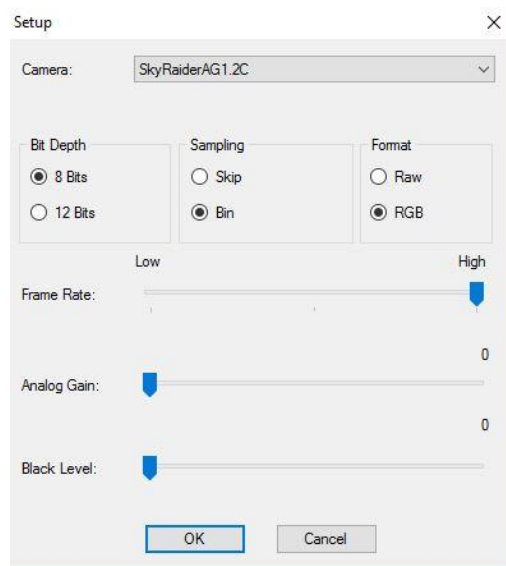 Setup
Camera: SkyRaiderAG1.2C
Bit Depth Sampling Format
8 Bits Skip Raw
12 Bits Bin RGB
Low High
Frame Rate:
0
Analog Gain:
0
Black Level:
OK Cancel